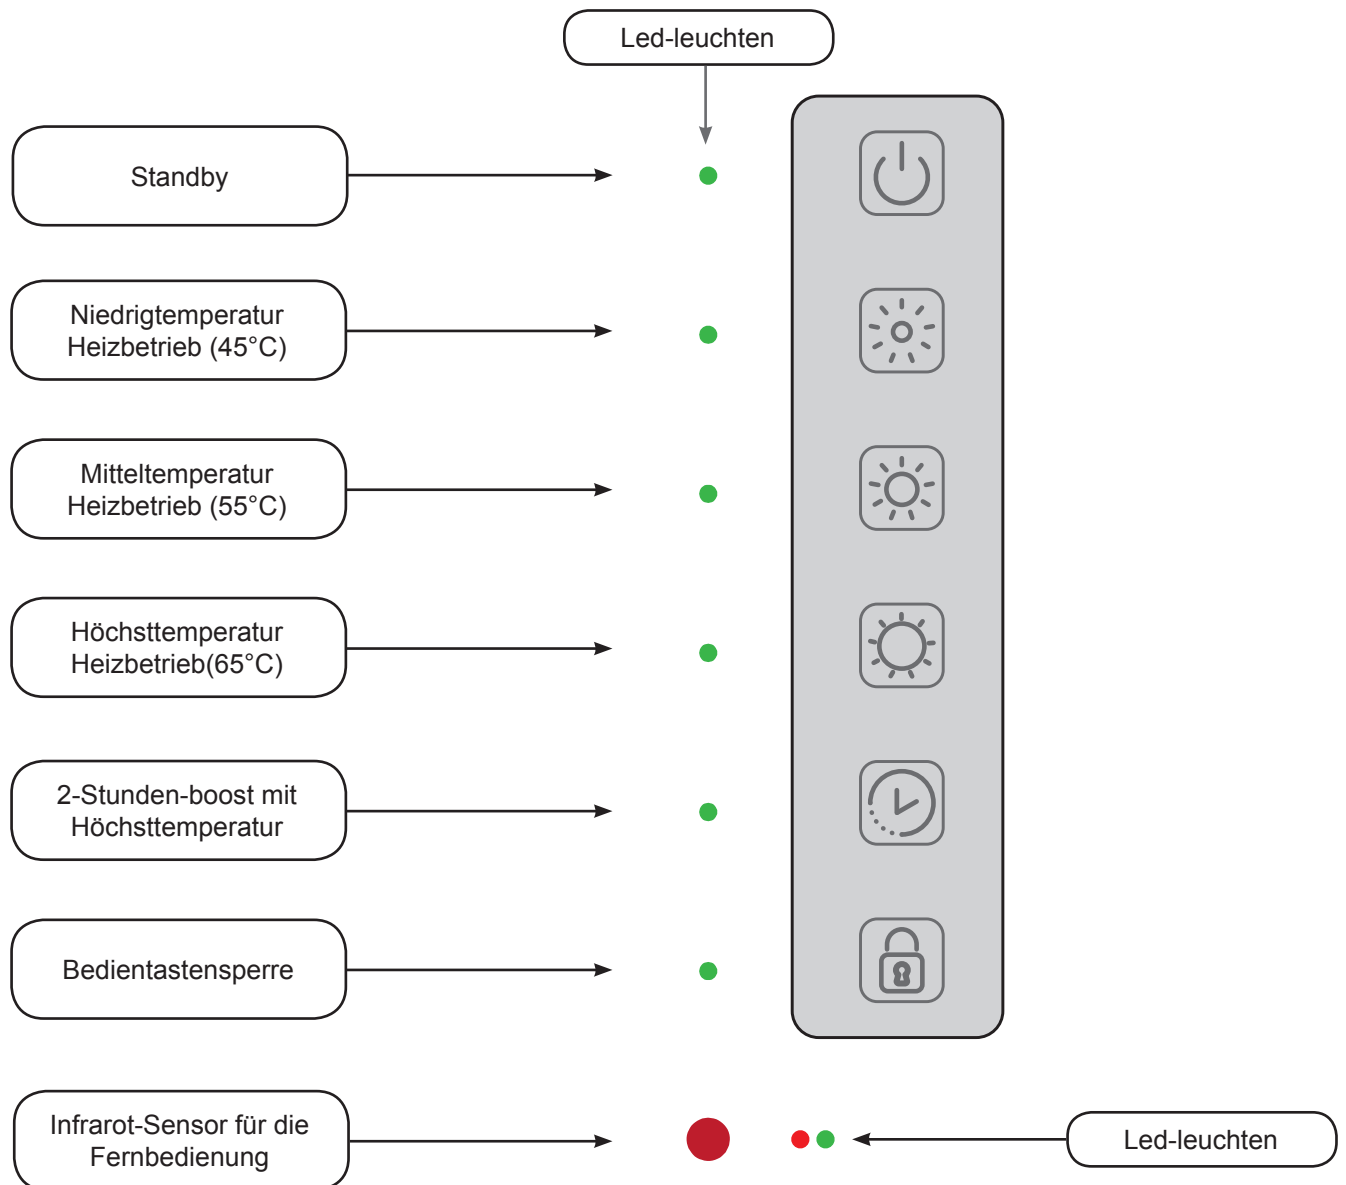 Led-leuchten
Standby
Niedrigtemperatur
Heizbetrieb (45°C)
Mitteltemperatur
Heizbetrieb (55°C)
Höchsttemperatur
Heizbetrieb(65°C)
2-Stunden-boost mit
Höchsttemperatur
Bedientastensperre
Infrarot-Sensor für die
Fernbedienung
Led-leuchten